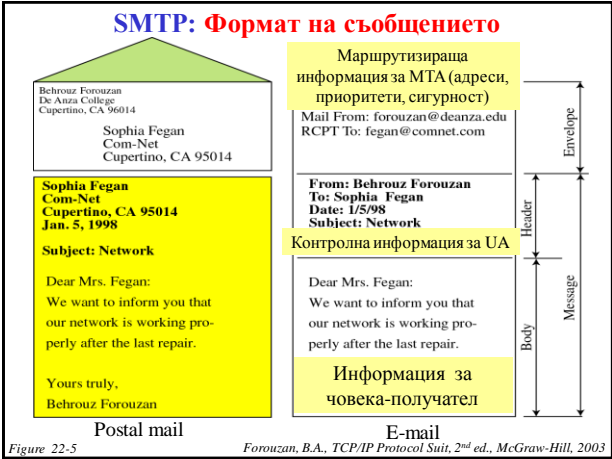 SMTP: Формат на съобщението
Behrouz Forouzan
De Anza College
Cupertino, CA 96014
Sophia Fegan
Com-Net
Cupertino, CA 95014
Sophia Fegan
Com-Net
Cupertino, CA 95014
Jan. 5, 1998
Subject: Network
Dear Mrs. Fegan:
We want to inform you that
our network is working pro-
perly after the last repair.
Yours truly,
Behrouz Forouzan
Postal mail
Маршрутизираща
информация за МТА (адреси,
приоритети, сигурност)
Mail From: forouzan@deanza.edu
RCPT To: fegan@comnet.com
From: Behrouz Forouzan
To: Sophia Fegan
Date: 1/5/98
Subject: Network
Контролна информация за UA
Dear Mrs. Fegan:
We want to inform you that
our network is working pro-
perly after the last repair.
Информация за
човека-получател
E-mail
Envelope
Header
Body
Message
Figure 22-5
Forouzan, B.A., TCP/IP Protocol Suit, 2nd ed., McGraw-Hill, 2003